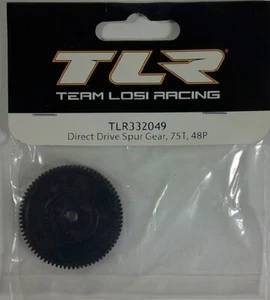 TLR
TEAM LOSI RACING
TLR332049
Direct Drive Spur Gear, 75T, 48P